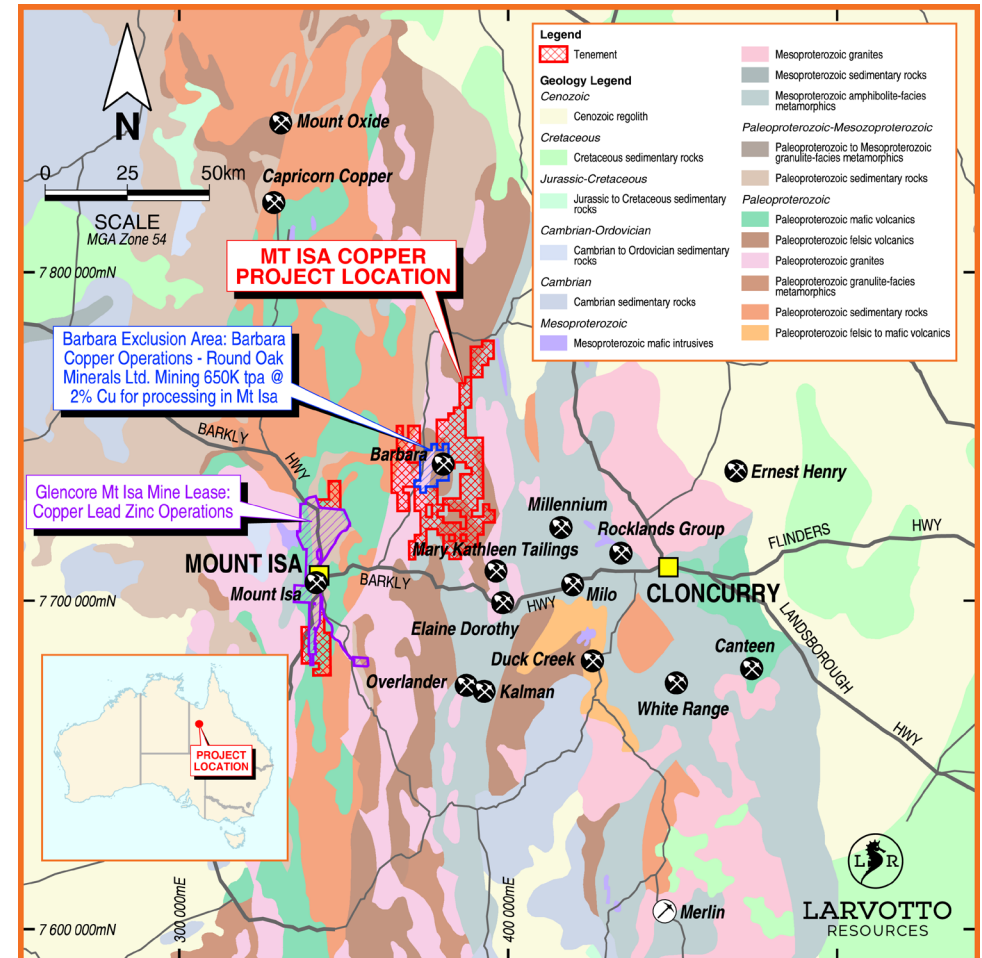 Legend
Tenement
Geology Legend
Cenozoic
Cenozoic regolith
Cretaceous
Cretaceous sedimentary rocks
Jurassic-Cretaceous
Jurassic to Cretaceous sedimentary
rocks
Cambrian-Ordovician
Cambrian to Ordovician sedimentary
rocks
Cambrian
Cambrian sedimentary rocks
Mesoproterozoic
Mesoproterozoic mafic intrusives
Mesoproterozoic granites
Mesoproterozoic sedimentary rocks
Mesoproterozoic amphibolite-facies
metamorphics
Paleoproterozoic-Mesozoproterozoic
Paleoproterozoic to Mesoproterozoic
granulite-facies metamorphics
Paleoproterozoic sedimentary rocks
Paleoproterozoic
Paleoproterozoic matic volcanics
Paleoproterozoic felsic volcanics
Paleoproterozoic granites
Paleoproterozoic granulite-facies
metamorphics
Paleoproterozoic sedimentary rocks
Paleoproterozoic felsic to mafic volcanics
N
Mount Oxide
0 25 50km
SCALE
MGA Zone 54
Capricorn Copper
MT ISA COPPER
PROJECT LOCATION
7 800 000mN
Barbara Exclusion Area: Barbara
Copper Operations - Round Oak
Minerals Ltd. Mining 650K tpa @
2% Cu for processing in Mt Isa
BARKLY
HWY
Barbara
Ernest Henry
Glencore Mt Isa Mine Lease:
Copper Lead Zinc Operations
Millennium
Rocklands Group
FLINDERS
HWY
Mary Kathleen Tailings
MOUNT ISA
Mount Isa
BARKLY
HWY
Milo
CLONCURRY
7 700 000mN
Elaine Dorothy
LANDSBOROUGH
HWY
Duck Creek
Canteen
Overlander
Kalman
White Range
PROJECT
LOCATION
300 000mE
400 000mE
Merlin
7 600 000mN
L R
LARVOTTO
RESOURCES